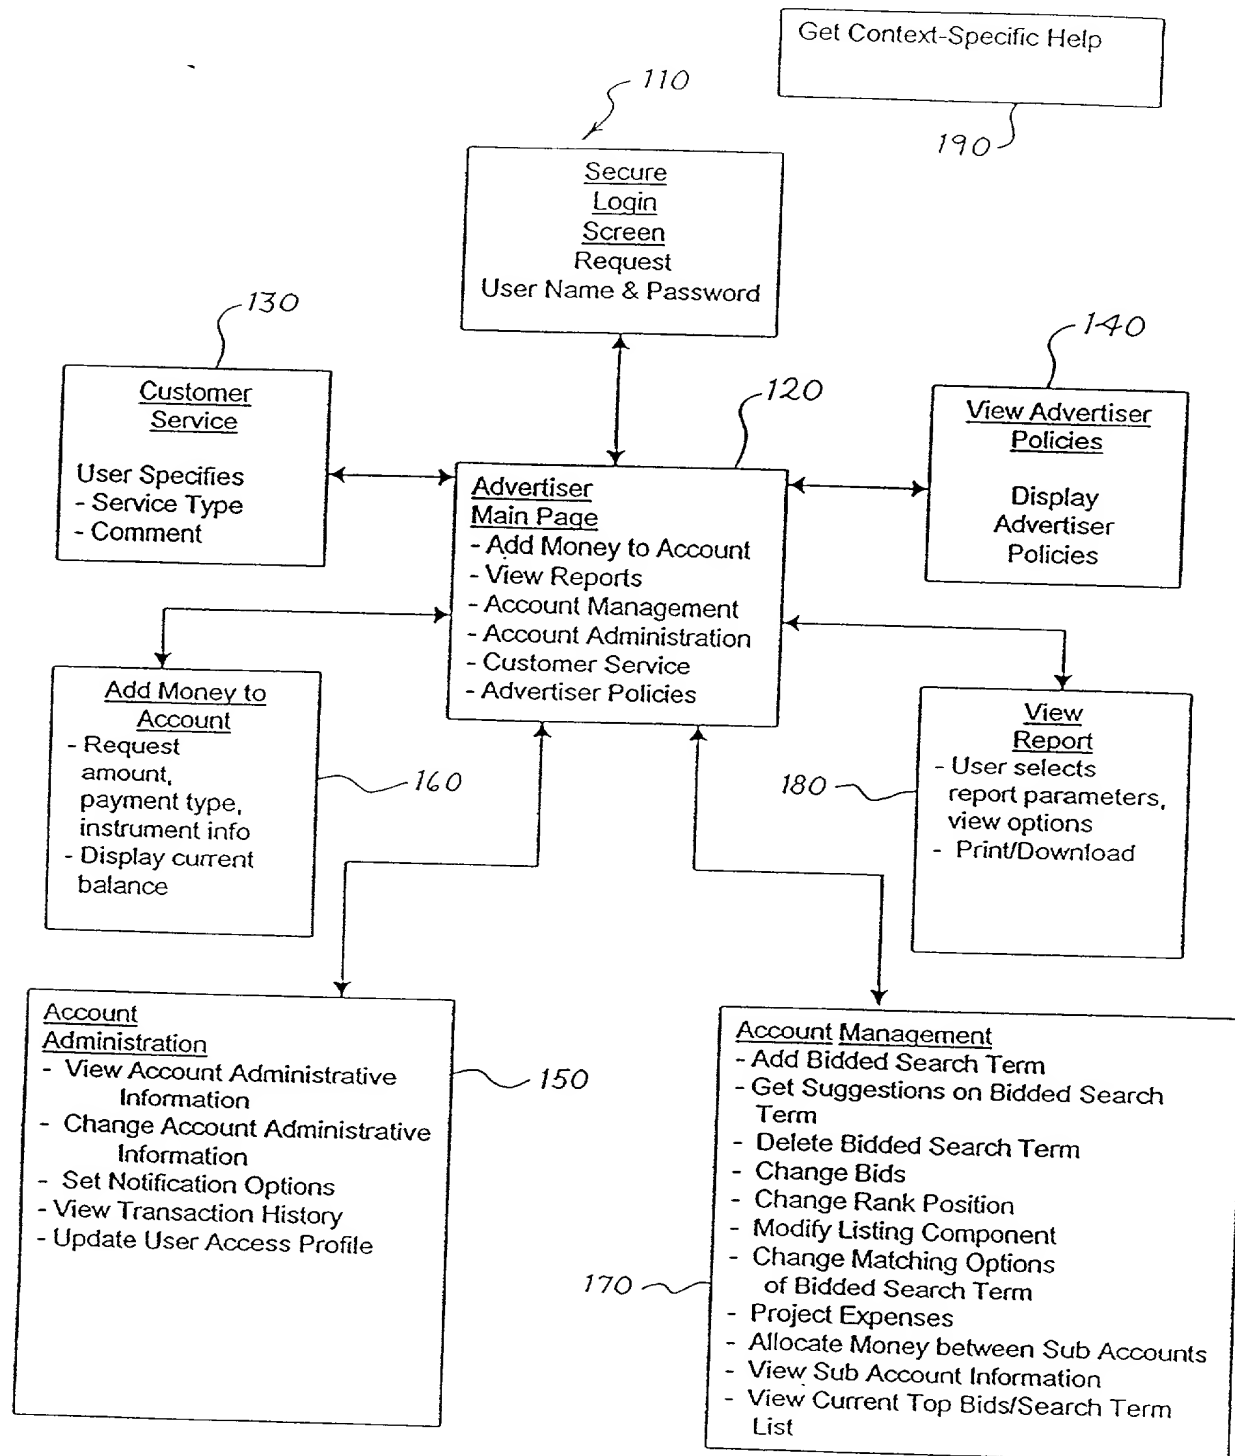 Get Context-Specific Help
190
110
Secure
Login
Screen
Request
User Name & Password
130
Customer
Service
User Specifies
- Service Type
- Comment
140
View Advertiser
Policies
Display
Advertiser
Policies
120
Advertiser
Main Page
- Add Money to Account
- View Reports
- Account Management
- Account Administration
- Customer Service
- Advertiser Policies
Add Money to
Account
- Request
amount,
payment type,
instrument info
- Display current
balance
160
View
Report
- User selects
report parameters,
view options
- Print/Download
180
Account
Administration
- View Account Administrative
Information
- Change Account Administrative
Information
- Set Notification Options
- View Transaction History
- Update User Access Profile
150
Account Management
- Add Bidded Search Term
- Get Suggestions on Bidded Search
Term
- Delete Bidded Search Term
- Change Bids
- Change Rank Position
- Modify Listing Component
- Change Matching Options
of Bidded Search Term
- Project Expenses
- Allocate Money between Sub Accounts
- View Sub Account Information
- View Current Top Bids/Search Term
List
170